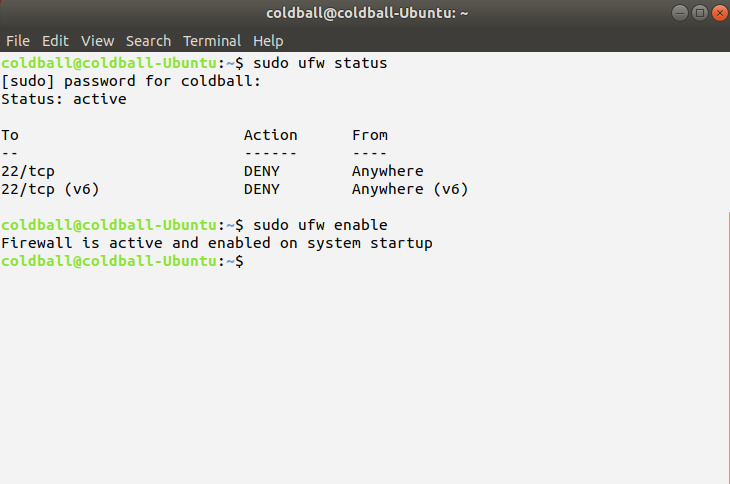 coldball@coldball-Ubuntu: ~
File Edit View Search Terminal Help
coldball@coldball-Ubuntu:~$ sudo ufw status
[sudo] password for coldball:
Status: active
To                         Action      From
--                         ------      ----
22/tcp                     DENY        Anywhere
22/tcp (v6)                DENY        Anywhere (v6)
coldball@coldball-Ubuntu:~$ sudo ufw enable
Firewall is active and enabled on system startup
coldball@coldball-Ubuntu:~$